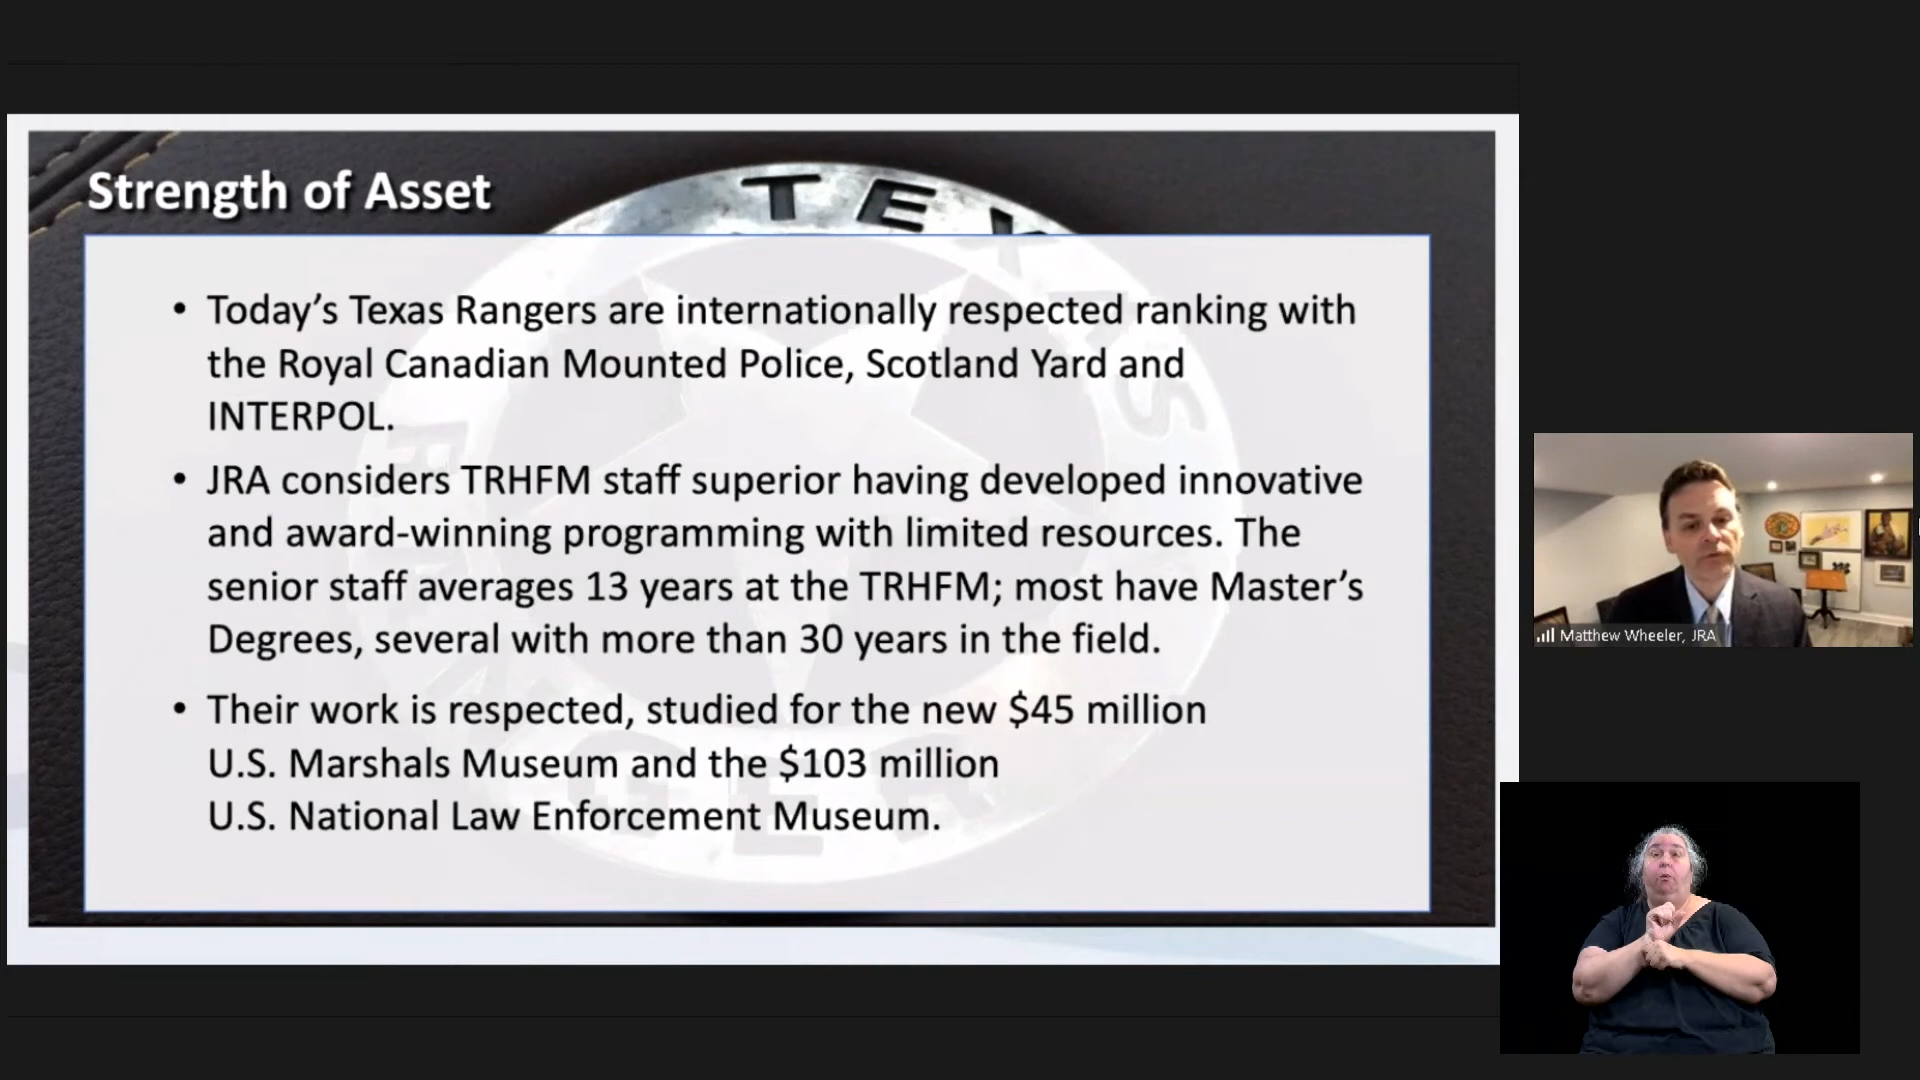 TEXAS
Strength of Asset
• Today’s Texas Rangers are internationally respected ranking with
the Royal Canadian Mounted Police, Scotland Yard and
INTERPOL.
• JRA considers TRHFM staff superior having developed innovative
and award-winning programming with limited resources. The
senior staff averages 13 years at the TRHFM; most have Master’s
Degrees, several with more than 30 years in the field.
• Their work is respected, studied for the new $45 million
U.S. Marshals Museum and the $103 million
U.S. National Law Enforcement Museum.
Matthew Wheeler, JRA